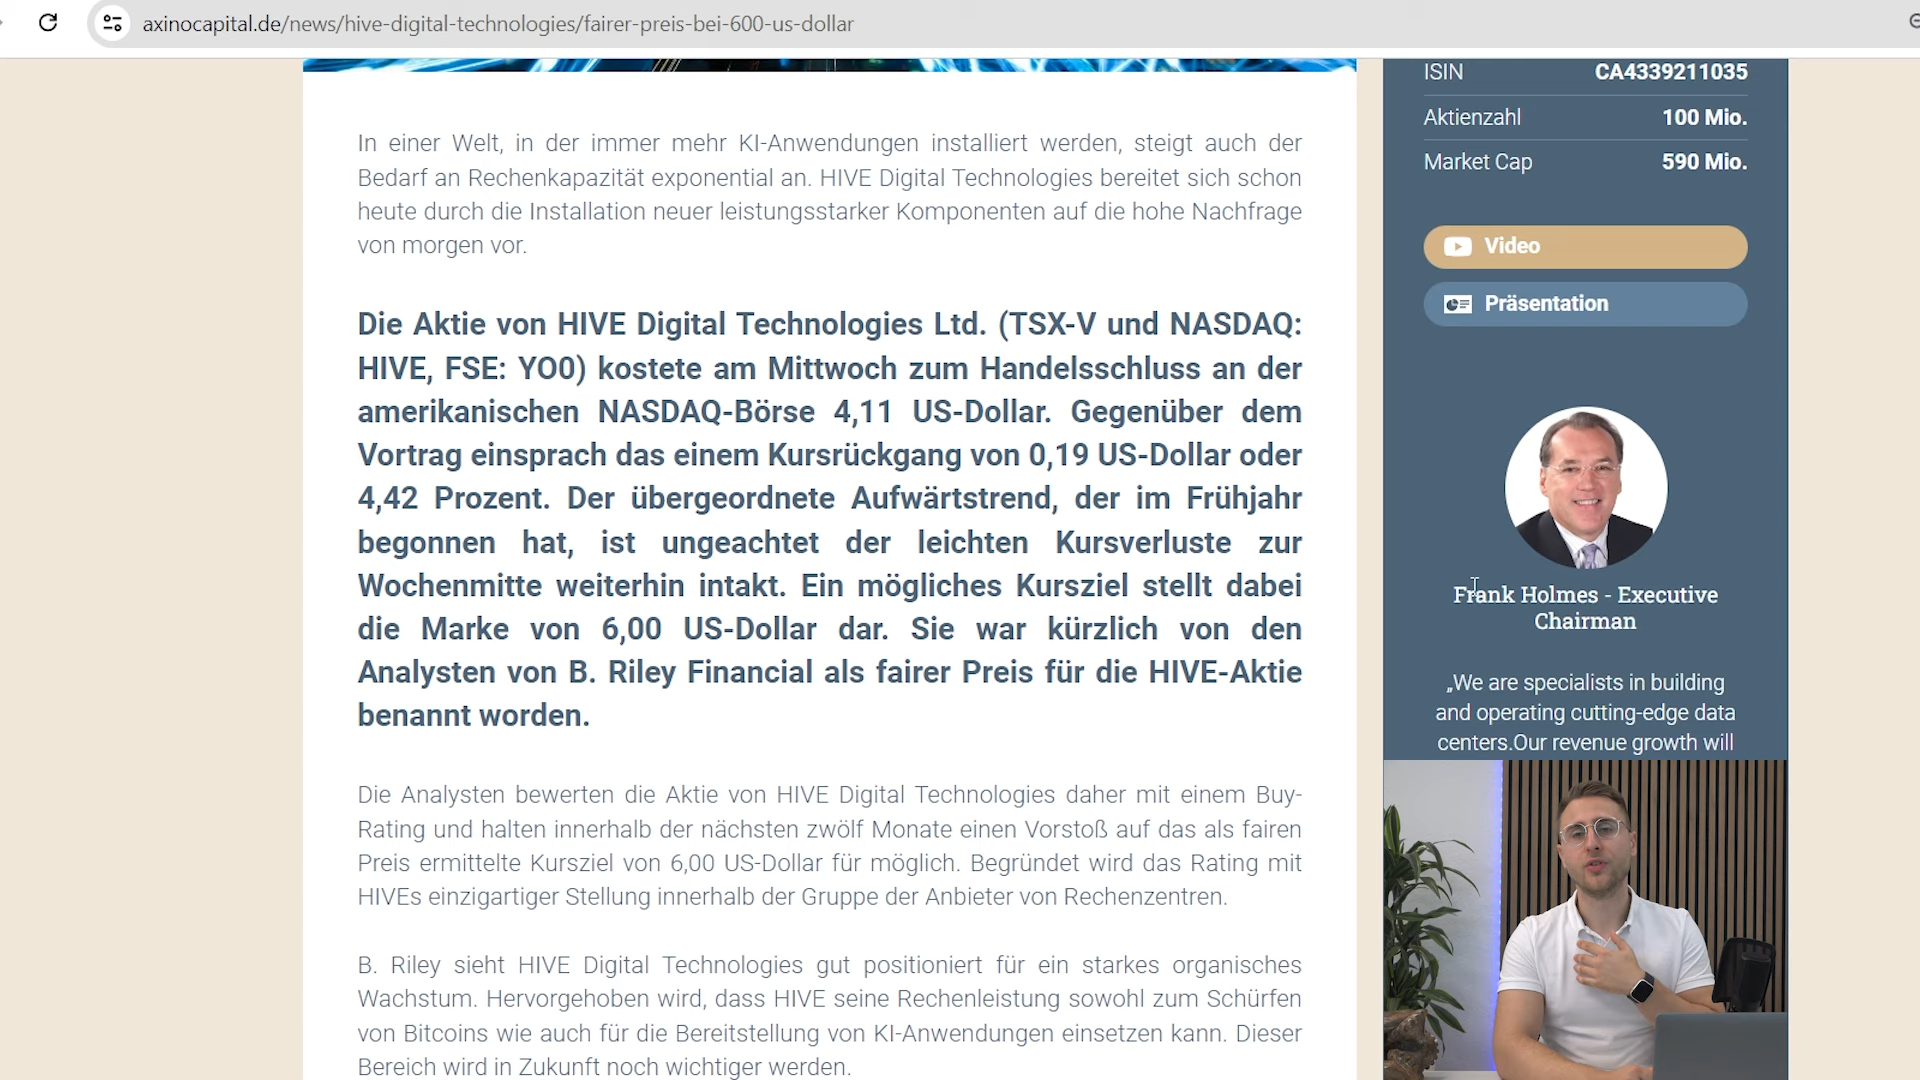 axinocapital.de/news/hive-digital-technologies/fairer-preis-bei-600-us-dollar
In einer Welt, in der immer mehr KI-Anwendungen installiert werden, steigt auch der
Bedarf an Rechenkapazität exponential an. HIVE Digital Technologies bereitet sich schon
heute durch die Installation neuer leistungsstarker Komponenten auf die hohe Nachfrage
von morgen vor.
Die Aktie von HIVE Digital Technologies Ltd. (TSX-V und NASDAQ:
HIVE, FSE: YO0) kostete am Mittwoch zum Handelsschluss an der
amerikanischen NASDAQ-Börse 4,11 US-Dollar. Gegenüber dem
Vortrag einsprach das einem Kursrückgang von 0,19 US-Dollar oder
4,42 Prozent. Der übergeordnete Aufwärtstrend, der im Frühjahr
begonnen hat, ist ungeachtet der leichten Kursverluste zur
Wochenmitte weiterhin intakt. Ein mögliches Kursziel stellt dabei
die Marke von 6,00 US-Dollar dar. Sie war kürzlich von den
Analysten von B. Riley Financial als fairer Preis für die HIVE-Aktie
benannt worden.
Die Analysten bewerten die Aktie von HIVE Digital Technologies daher mit einem Buy-
Rating und halten innerhalb der nächsten zwölf Monate einen Vorstoß auf das als fairen
Preis ermittelte Kursziel von 6,00 US-Dollar für möglich. Begründet wird das Rating mit
HIVEs einzigartiger Stellung innerhalb der Gruppe der Anbieter von Rechenzentren.
B. Riley sieht HIVE Digital Technologies gut positioniert für ein starkes organisches
Wachstum. Hervorgehoben wird, dass HIVE seine Rechenleistung sowohl zum Schürfen
von Bitcoins wie auch für die Bereitstellung von KI-Anwendungen einsetzen kann. Dieser
Bereich wird in Zukunft noch wichtiger werden.
ISIN CA4339211035
Aktienzahl 100 Mio.
Market Cap 590 Mio.
Video
Präsentation
Frank Holmes - Executive
Chairman
„We are specialists in building
and operating cutting-edge data
centers.Our revenue growth will